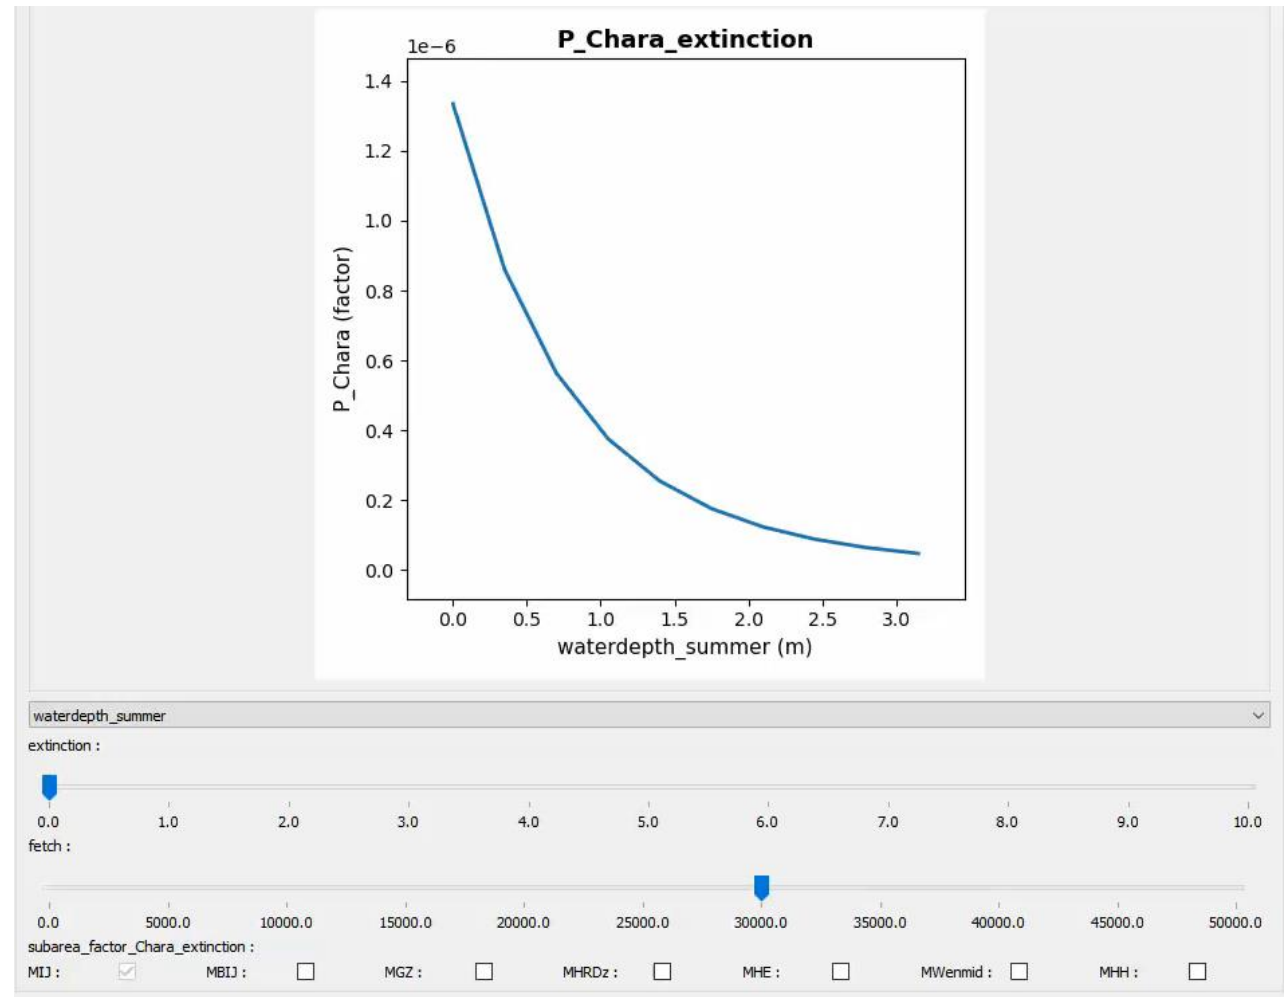 P_Chara_extinction
1e−6
1.4
1.2
1.0
0.8
0.6
0.4
0.2
0.0
P_Chara (factor)
0.0 0.5 1.0 1.5 2.0 2.5 3.0
waterdepth_summer (m)
waterdepth_summer
extinction :
0.0 1.0 2.0 3.0 4.0 5.0 6.0 7.0 8.0 9.0 10.0
fetch :
0.0 5000.0 10000.0 15000.0 20000.0 25000.0 30000.0 35000.0 40000.0 45000.0 50000.0
subarea_factor_Chara_extinction :
MIJ : MBIJ : MGZ : MHRDz : MHE : MWenmid : MHH :